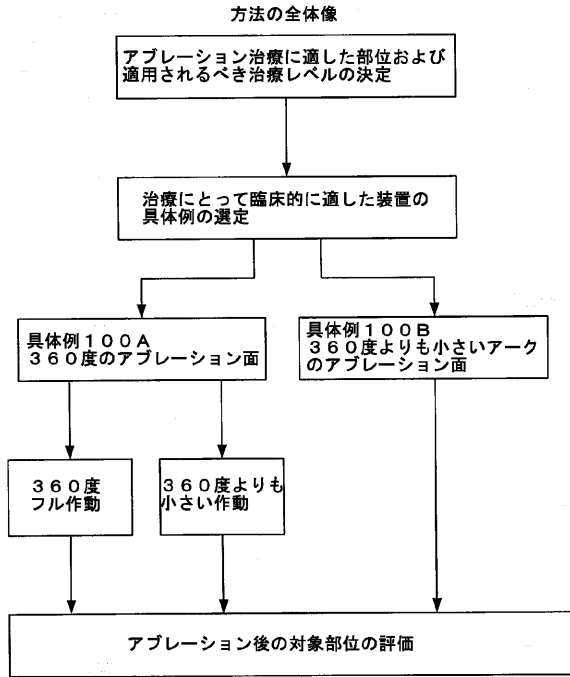 方法の全体像
アブレーション治療に適した部位および
適用されるべき治療レベルの決定
治療にとって臨床的に適した装置の
具体例の選定
具体例１００Ａ
３６０度のアブレーション面
具体例１００Ｂ
３６０度よりも小さいアーク
のアブレーション面
３６０度
フル作動
３６０度よりも
小さい作動
アブレーション後の対象部位の評価